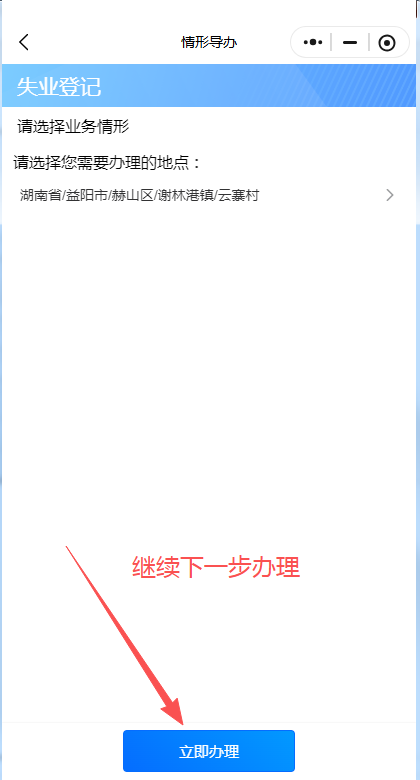 情形导办
失业登记
请选择业务情形
请选择您需要办理的地点：
湖南省/益阳市/赫山区/谢林港镇/云寨村
继续下一步办理
立即办理